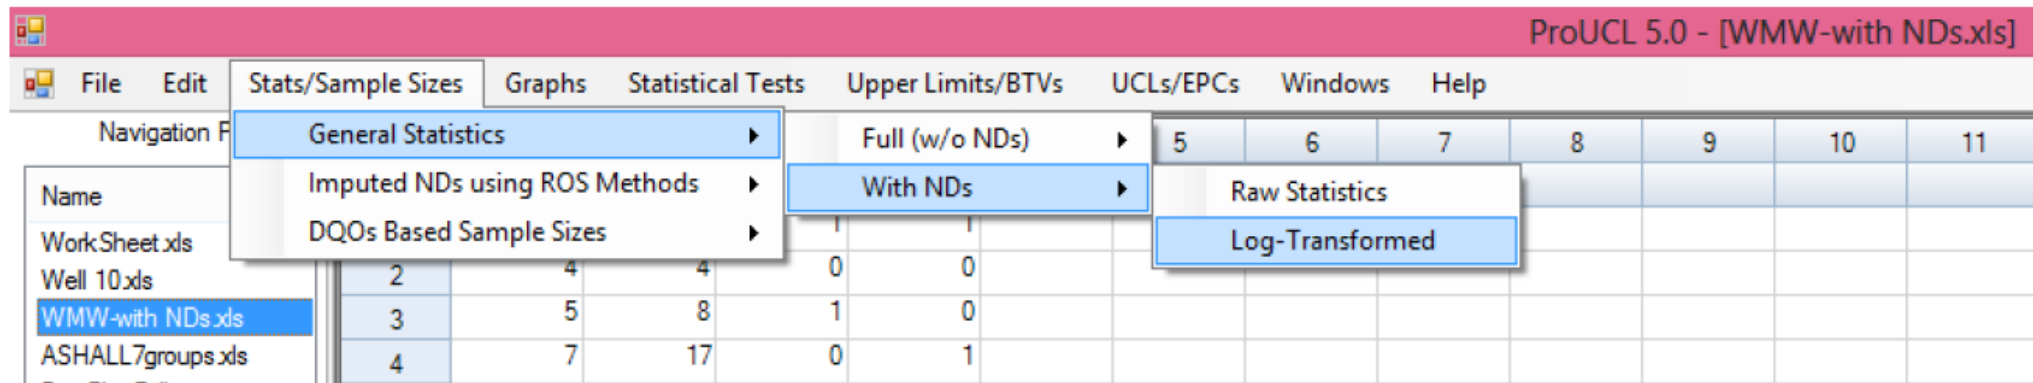 ProUCL 5.0 - [WMW-with NDs.xls]
File Edit Stats/Sample Sizes Graphs Statistical Tests Upper Limits/BTVs UCLs/EPCs Windows Help
Navigation P General Statistics Full (w/o NDs) 5 6 7 8 9 10 11
Name Imputed NDs using ROS Methods With NDs Raw Statistics
WorkSheet.xls DQOs Based Sample Sizes 1 1 Log-Transformed
Well 10.xls 2 4 4 0 0
WMW-with NDs.xls 3 5 8 1 0
ASHALL7groups.xls 4 7 17 0 1